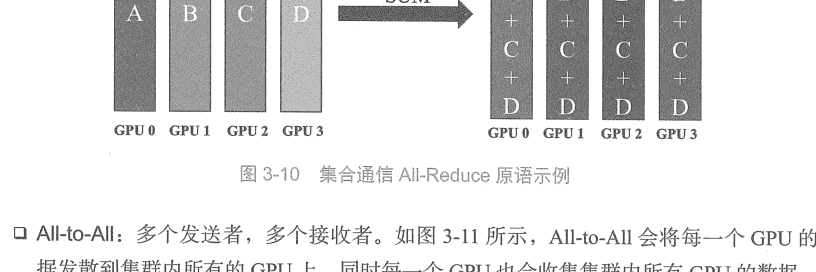 A B C D
+ + + +
C C C C
+ + + +
D D D D
GPU 0 GPU 1 GPU 2 GPU 3 GPU 0 GPU 1 GPU 2 GPU 3
图 3-10 集合通信 All-Reduce 原语示例
❑ All-to-All：多个发送者，多个接收者。如图 3-11 所示，All-to-All 会将每一个 GPU 的
据发散到集群内所有的 GPU 上，同时每一个 GPU 也会收集集群内所有 GPU 的数据